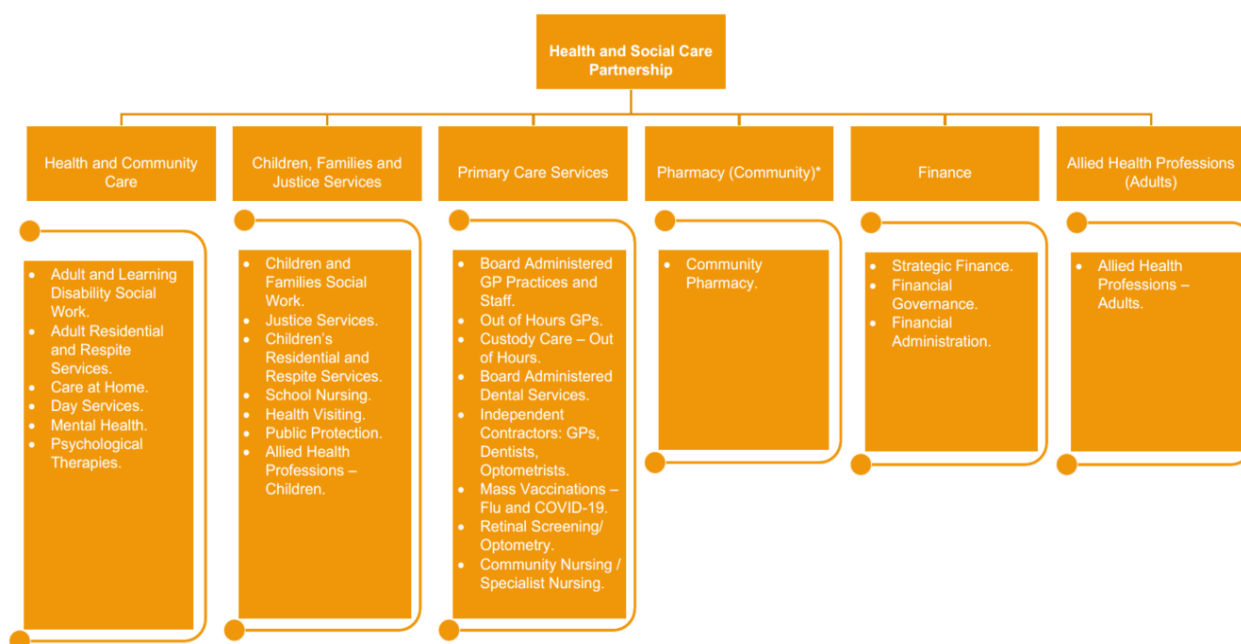 Health and Social Care
Partnership
Health and Community
Care
Children, Families and
Justice Services
Primary Care Services
Pharmacy (Community)*
Finance
Allied Health Professions
(Adults)
• Adult and Learning
Disability Social
Work.
• Adult Residential
and Respite
Services.
• Care at Home.
• Day Services.
• Mental Health.
• Psychological
Therapies.
• Children and
Families Social
Work.
• Justice Services.
• Children’s
Residential and
Respite Services.
• School Nursing.
• Health Visiting.
• Public Protection.
• Allied Health
Professions –
Children.
• Board Administered
GP Practices and
Staff.
• Out of Hours GPs.
• Custody Care – Out
of Hours.
• Board Administered
Dental Services.
• Independent
Contractors: GPs,
Dentists,
Optometrists.
• Mass Vaccinations –
Flu and COVID-19.
• Retinal Screening/
Optometry.
• Community Nursing /
Specialist Nursing.
• Community
Pharmacy.
• Strategic Finance.
• Financial
Governance.
• Financial
Administration.
• Allied Health
Professions –
Adults.